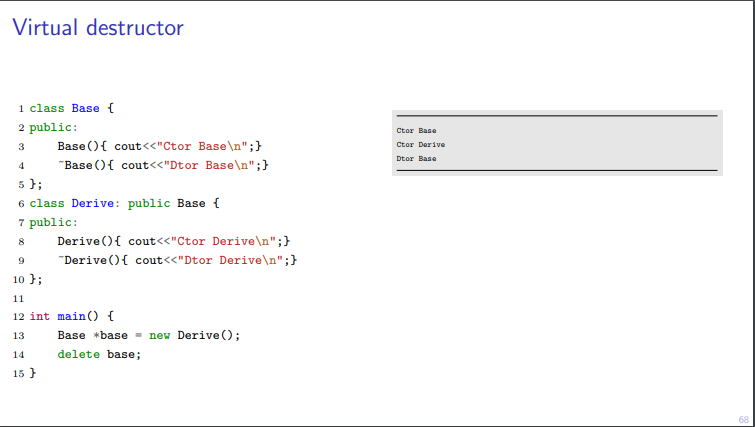 Virtual destructor
1 class Base {
2 public:
3     Base(){ cout<<"Ctor Base\n";}
4     ~Base(){ cout<<"Dtor Base\n";}
5 };
6 class Derive: public Base {
7 public:
8     Derive(){ cout<<"Ctor Derive\n";}
9     ~Derive(){ cout<<"Dtor Derive\n";}
10 };
11
12 int main() {
13     Base *base = new Derive();
14     delete base;
15 }
Ctor Base
Ctor Derive
Dtor Base
68